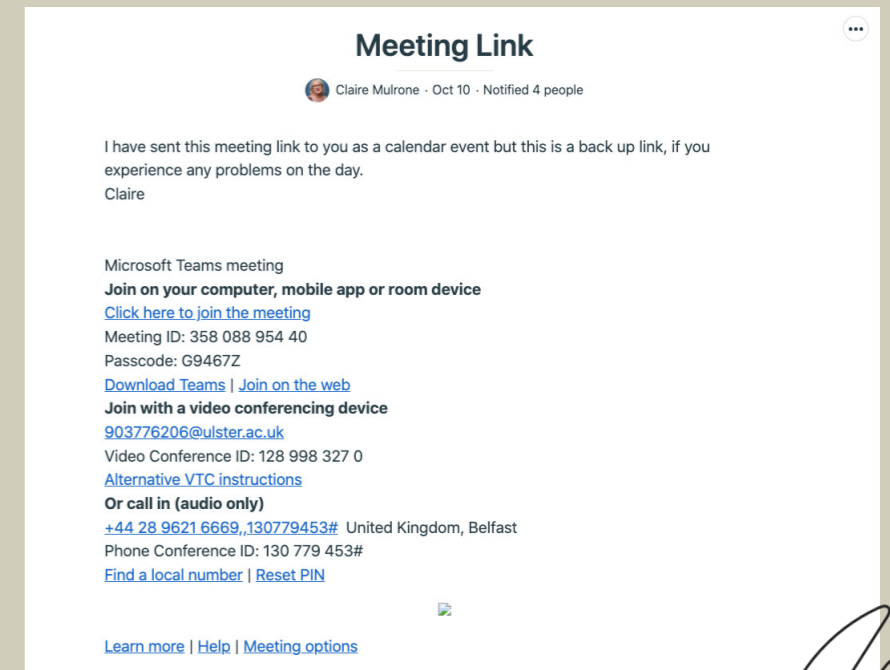 Meeting Link
Claire Mulrone · Oct 10 · Notified 4 people
I have sent this meeting link to you as a calendar event but this is a back up link, if you
experience any problems on the day.
Claire
Microsoft Teams meeting
Join on your computer, mobile app or room device
Click here to join the meeting
Meeting ID: 358 088 954 40
Passcode: G9467Z
Download Teams | Join on the web
Join with a video conferencing device
903776206@ulster.ac.uk
Video Conference ID: 128 998 327 0
Alternative VTC instructions
Or call in (audio only)
+44 28 9621 6669,,130779453# United Kingdom, Belfast
Phone Conference ID: 130 779 453#
Find a local number | Reset PIN
Learn more | Help | Meeting options